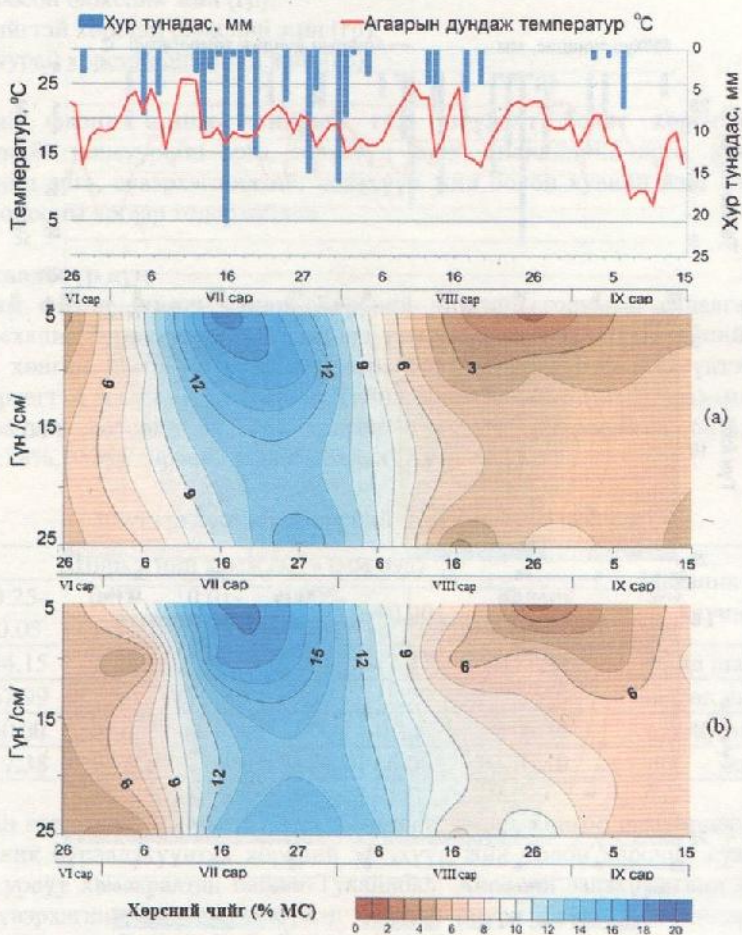 Хур тунадас, мм Агаарын дундаж температур °С
25
15
5
Температур, °С
0
5
10
15
20
25
Хур тунадас, мм
26 6 16 27 6 16 26 5 15
VI сар VII сар VIII сар IX сар
5
15
25
Гүн /см/
6 9 12 12 9 6 3
(a)
26 6 16 27 6 16 26 5 15
VI сар VII сар VIII сар IX сар
5
15
25
Гүн /см/
6 6 9 12 15 12 9 6 6
(b)
26 6 16 27 6 16 26 5 15
VI сар VII сар VIII сар IX сар
Хөрсний чийг (% МС)
0 2 4 6 8 10 12 14 16 18 20